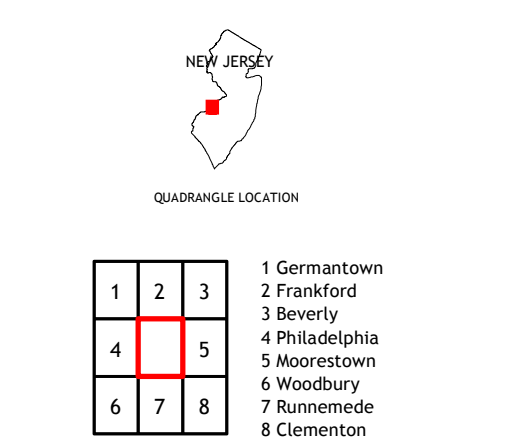 NEW JERSEY
QUADRANGLE LOCATION
1 2 3
4 5
6 7 8
1 Germantown
2 Frankford
3 Beverly
4 Philadelphia
5 Moorestown
6 Woodbury
7 Runnemede
8 Clementon